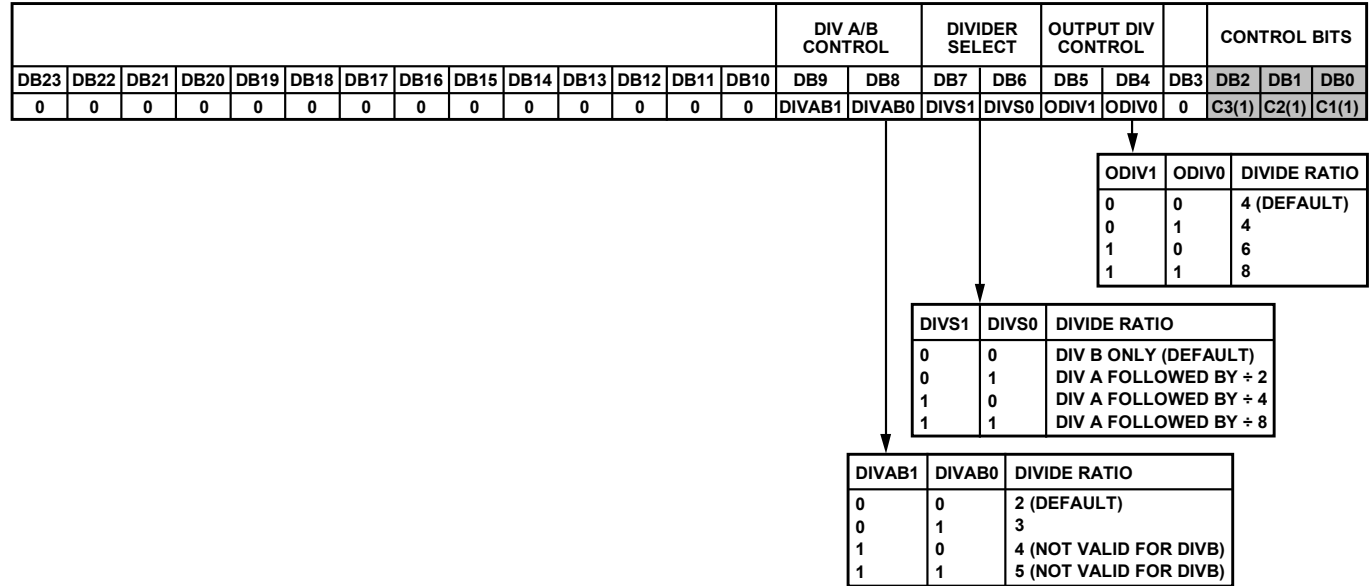 DIV A/B CONTROL DIVIDER SELECT OUTPUT DIV CONTROL CONTROL BITS
DB23 DB22 DB21 DB20 DB19 DB18 DB17 DB16 DB15 DB14 DB13 DB12 DB11 DB10 DB9 DB8 DB7 DB6 DB5 DB4 DB3 DB2 DB1 DB0
0 0 0 0 0 0 0 0 0 0 0 0 0 0 DIVAB1 DIVAB0 DIVS1 DIVS0 ODIV1 ODIV0 0 C3(1) C2(1) C1(1)
ODIV1 ODIV0 DIVIDE RATIO
0 0 4 (DEFAULT)
0 1 4
1 0 6
1 1 8
DIVS1 DIVS0 DIVIDE RATIO
0 0 DIV B ONLY (DEFAULT)
0 1 DIV A FOLLOWED BY ÷ 2
1 0 DIV A FOLLOWED BY ÷ 4
1 1 DIV A FOLLOWED BY ÷ 8
DIVAB1 DIVAB0 DIVIDE RATIO
0 0 2 (DEFAULT)
0 1 3
1 0 4 (NOT VALID FOR DIVB)
1 1 5 (NOT VALID FOR DIVB)